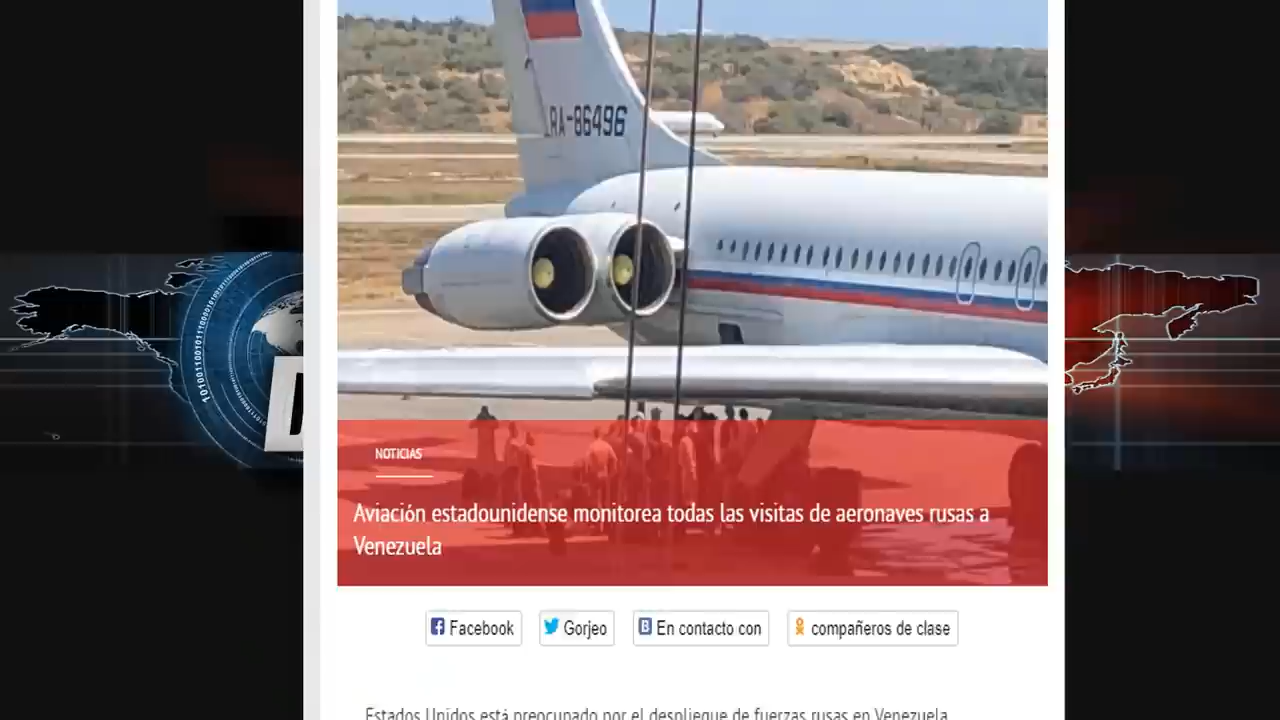 RA-86496
10100110010111000
NOTICIAS
Aviación estadounidense monitorea todas las visitas de aeronaves rusas a
Venezuela
Facebook
Gorjeo
B En contacto con
compañeros de clase
Estados Unidos está preocupado por el despliegue de fuerzas rusas en Venezuela